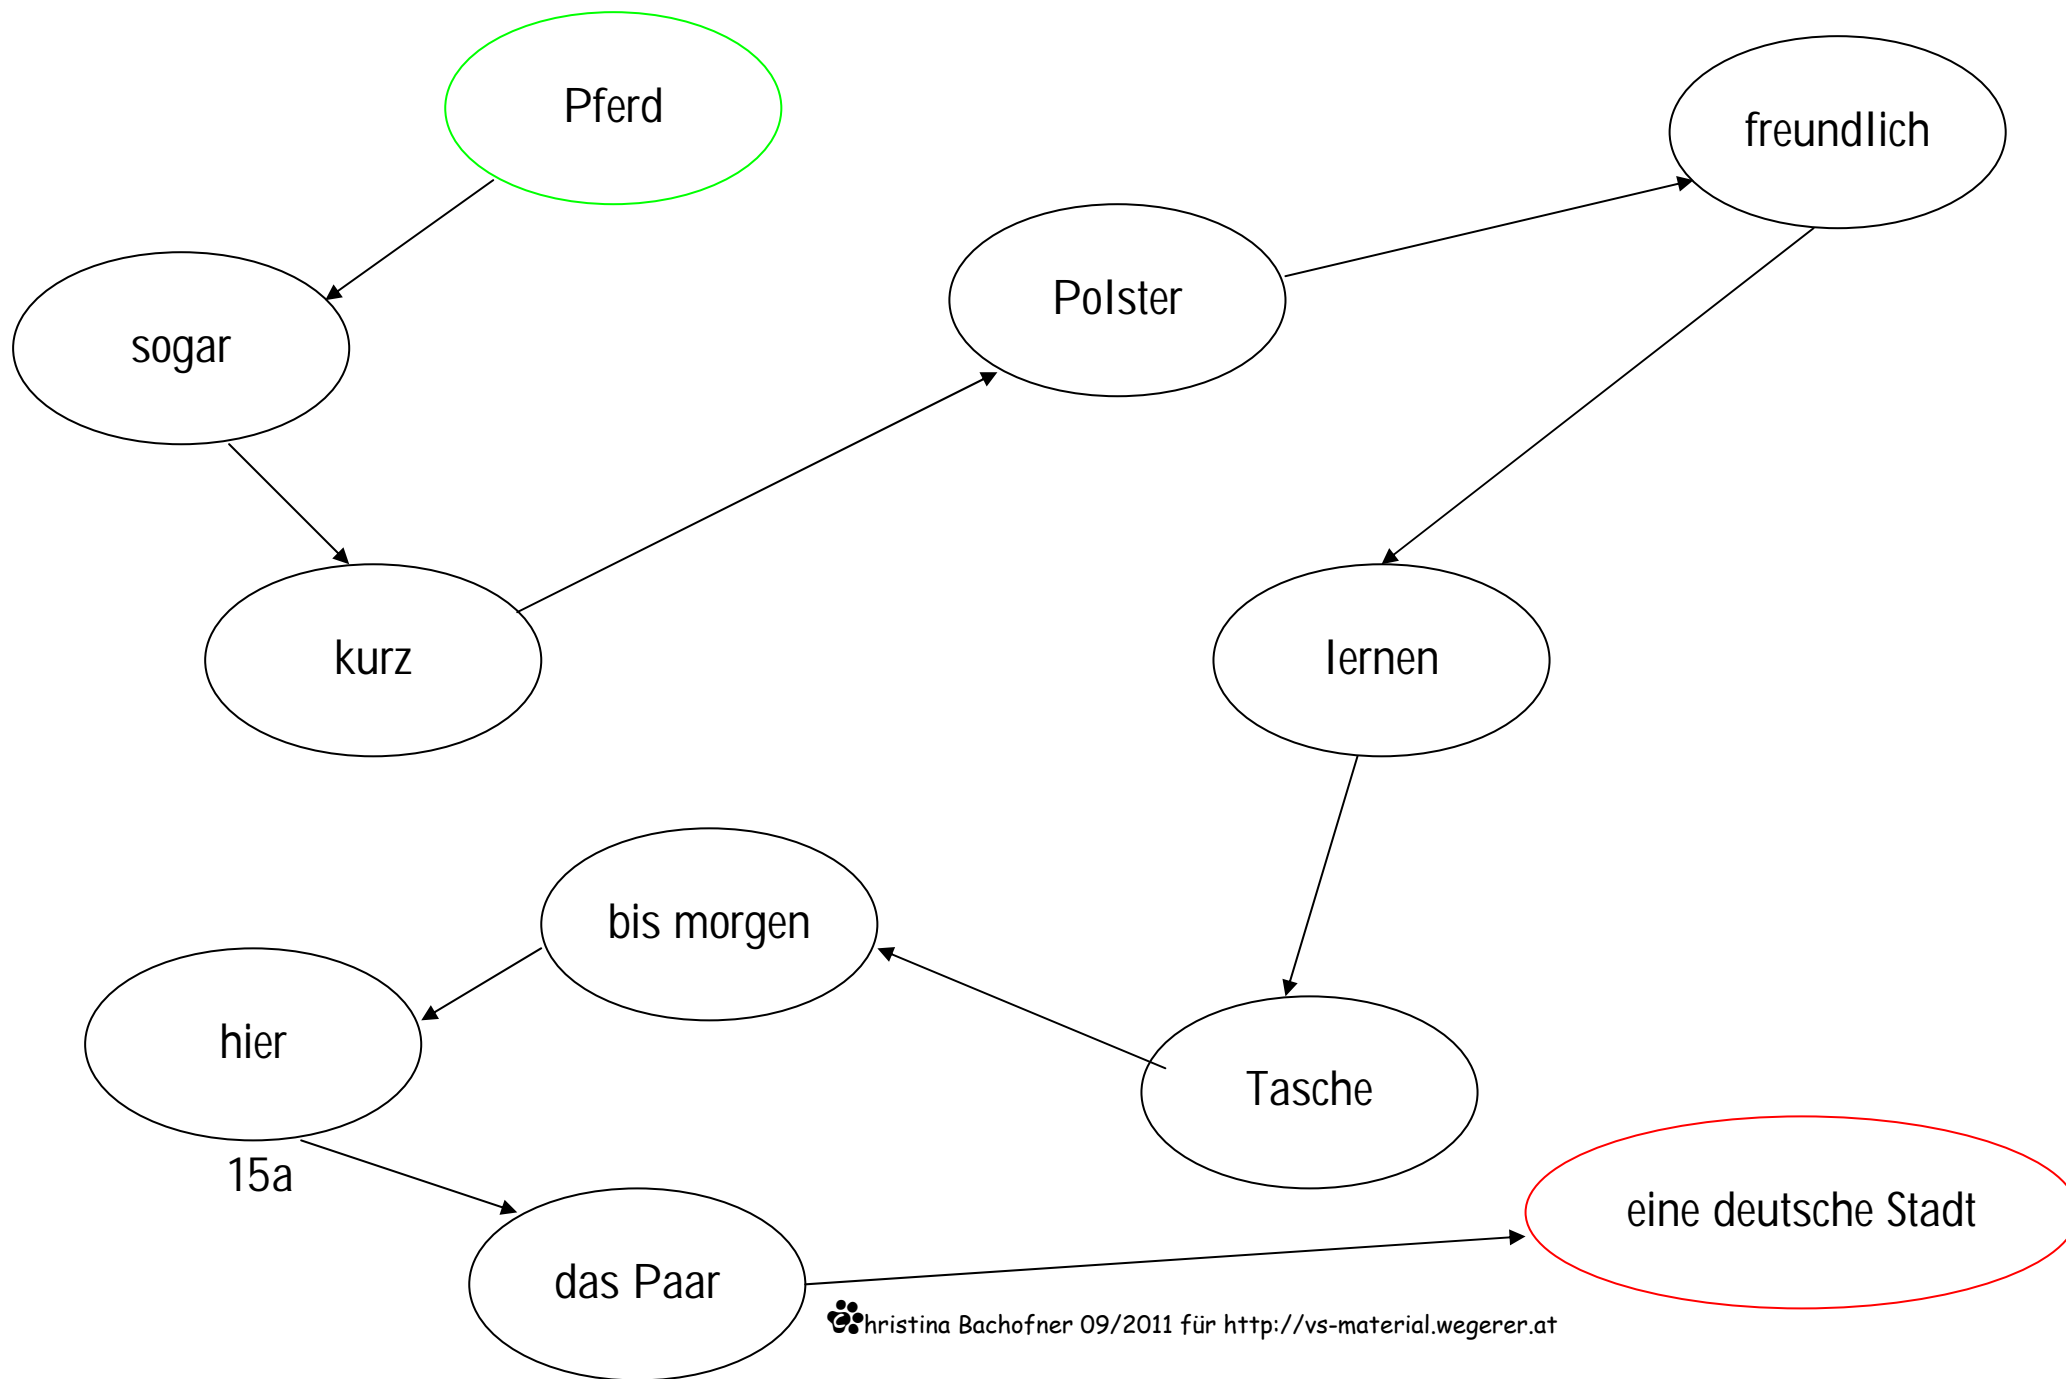 Pferd
freundlich
Polster
sogar
kurz
lernen
bis morgen
hier
Tasche
15a
eine deutsche Stadt
das Paar
Christina Bachofner 09/2011 für http://vs-material.wegerer.at